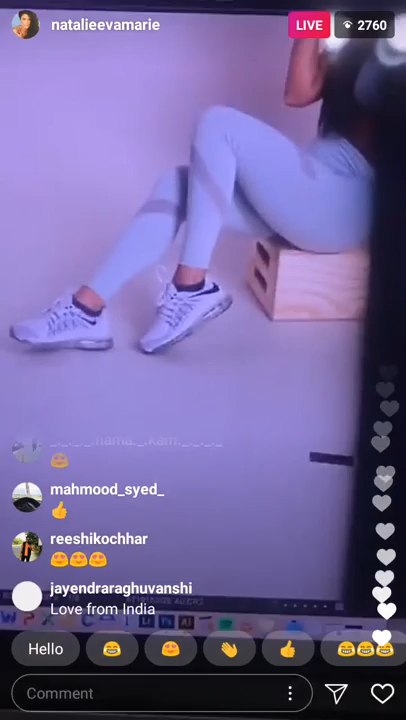 natalieevamarie
LIVE
2760
mahmood_syed_
👍
reeshikochhar
😍😍😍
jayendraraghuvanshi
Love from India
Hello
😂
😍
👏
👍
😂😂😂
Comment